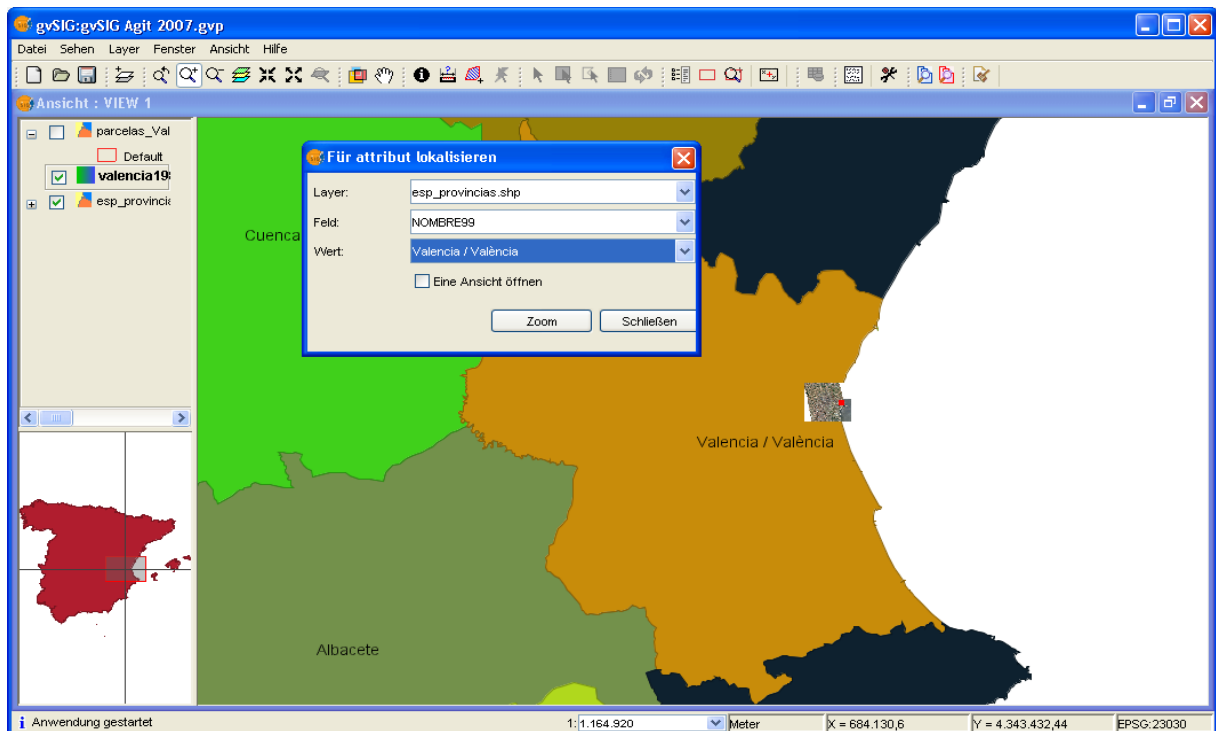 gvSIG:gvSIG Agit 2007.gvp
Datei Sehen Layer Fenster Ansicht Hilfe
Ansicht : VIEW 1
parcelas_Val
Default
valencia19
esp_provincia
Für attribut lokalisieren
Layer: esp_provincias.shp
Feld: NOMBRE99
Wert: Valencia / València
Eine Ansicht öffnen
Zoom Schließen
Cuenca
Valencia / València
Albacete
Anwendung gestartet 1: 1.164.920 Meter X = 684.130,6 Y = 4.343.432,44 EPSG:23030